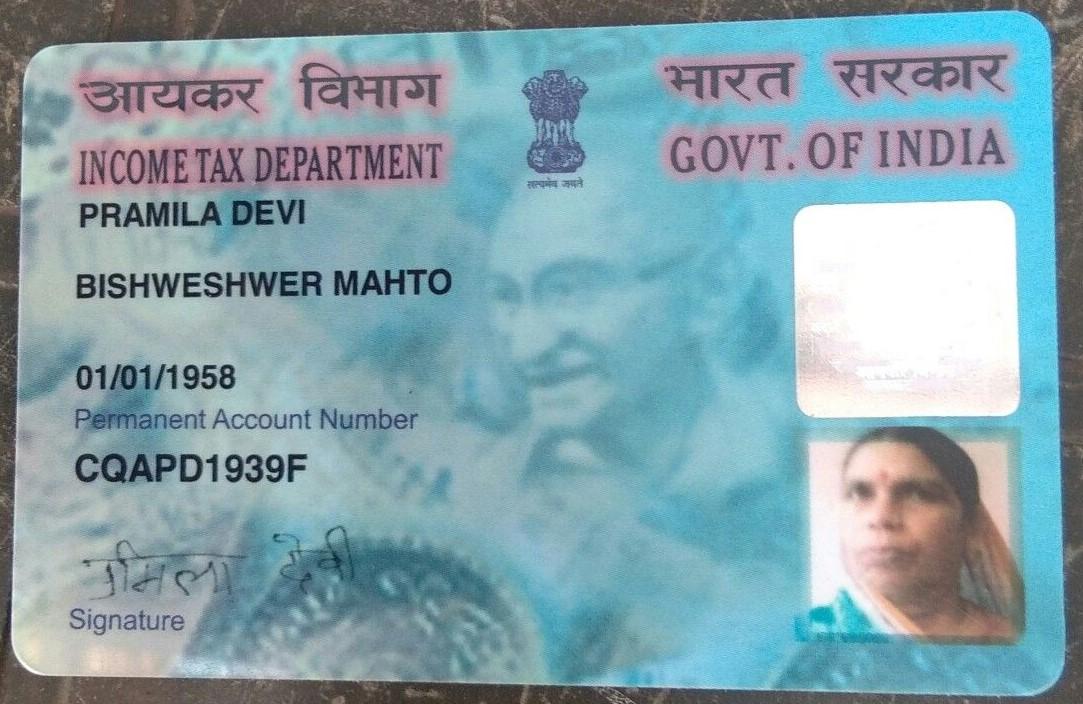 आयकर विभाग
INCOME TAX DEPARTMENT
भारत सरकार
GOVT. OF INDIA
सत्यमेव जयते
PRAMILA DEVI
BISHWESHWER MAHTO
01/01/1958
Permanent Account Number
CQAPD1939F
प्रमिला देवी
Signature